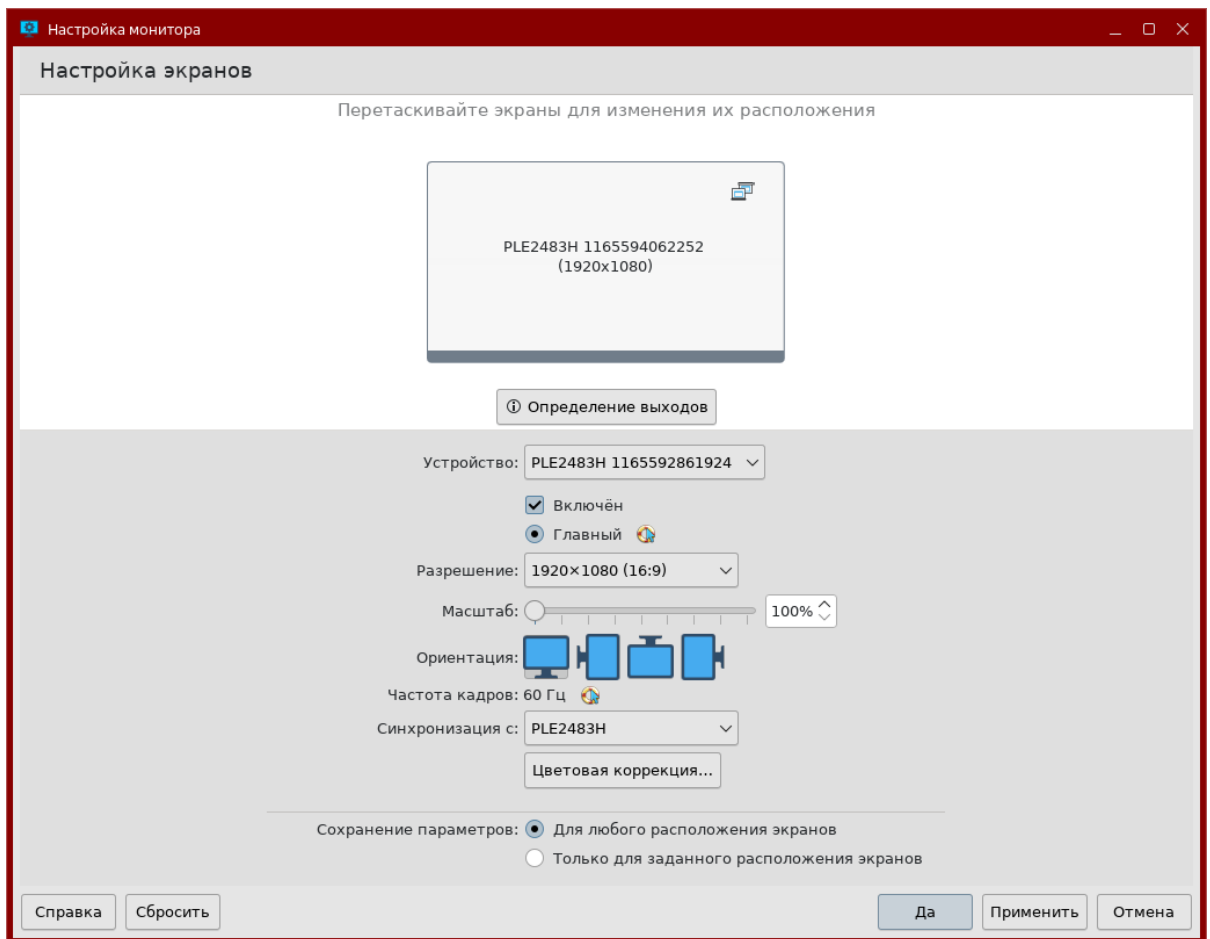 Настройка монитора
Настройка экранов
Перетаскивайте экраны для изменения их расположения
PLE2483H 1165594062252
(1920x1080)
Определение выходов
Устройство: PLE2483H 1165592861924
Включён
Главный
Разрешение: 1920×1080 (16:9)
Масштаб: 100%
Ориентация:
Частота кадров: 60 Гц
Синхронизация с: PLE2483H
Цветовая коррекция...
Сохранение параметров: Для любого расположения экранов
Только для заданного расположения экранов
Справка Сбросить Да Применить Отмена